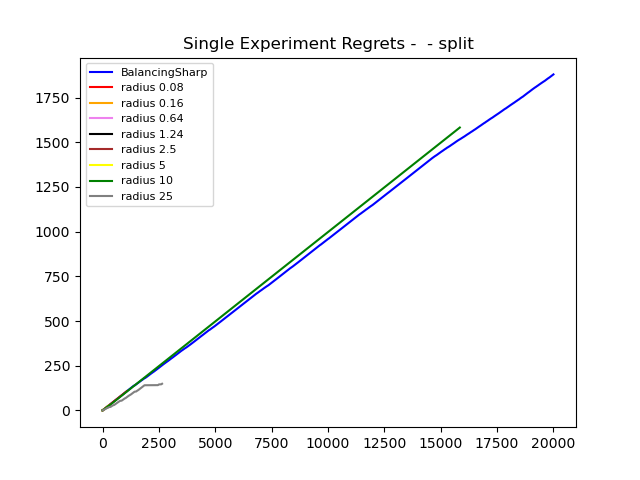 Single Experiment Regrets -  - split
BalancingSharp
radius 0.08
radius 0.16
radius 0.64
radius 1.24
radius 2.5
radius 5
radius 10
radius 25
1750
1500
1250
1000
750
500
250
0
0 2500 5000 7500 10000 12500 15000 17500 20000